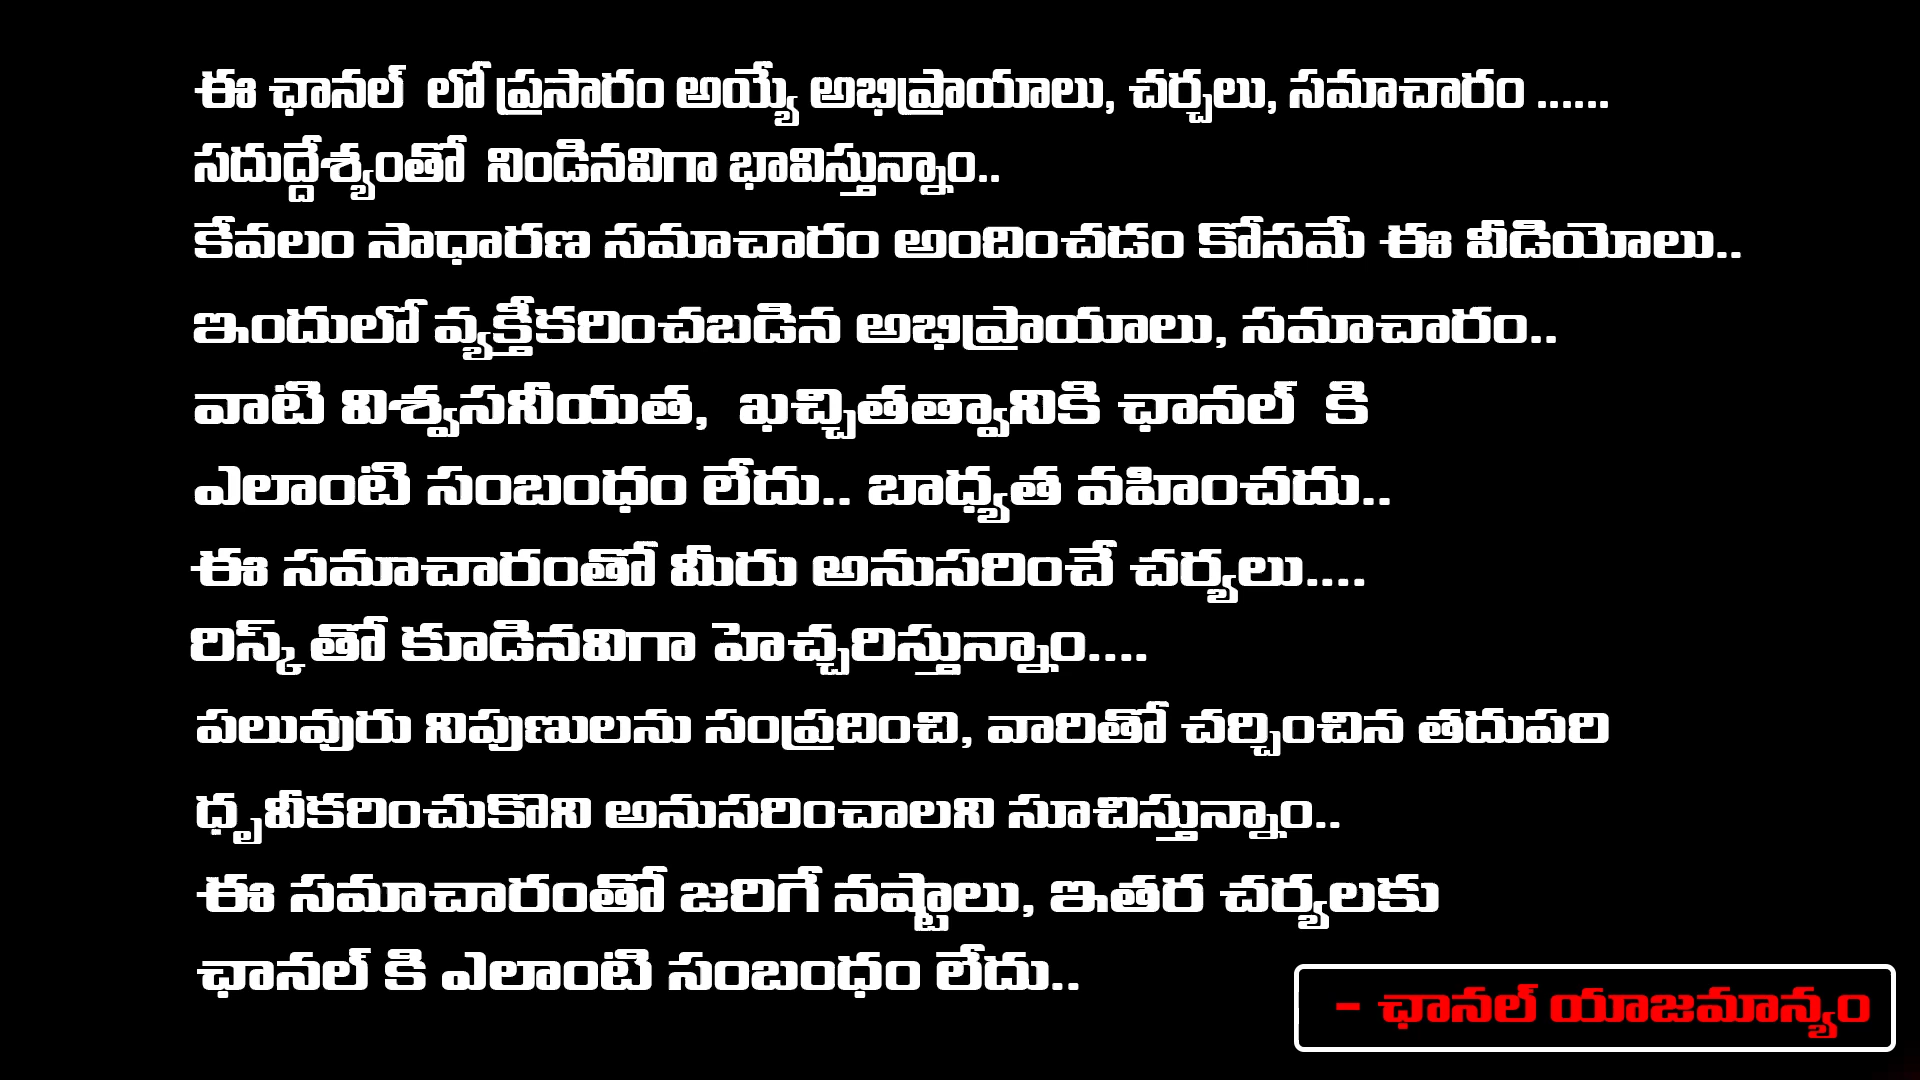 ఈ ఛానల్ లో ప్రసారం అయ్యే అభిప్రాయాలు, చర్చలు, సమాచారం ......
సదుద్దేశ్యంతో నిండినవిగా భావిస్తున్నాం..
కేవలం సాధారణ సమాచారం అందించడం కోసమే ఈ వీడియోలు..
ఇందులో వ్యక్తీకరించబడిన అభిప్రాయాలు, సమాచారం..
వాటి విశ్వసనీయత, ఖచ్చితత్వానికి ఛానల్ కి
ఎలాంటి సంబంధం లేదు.. బాధ్యత వహించదు..
ఈ సమాచారంతో మీరు అనుసరించే చర్యలు....
రిస్క్ తో కూడినవిగా హెచ్చరిస్తున్నాం....
పలువురు నిపుణులను సంప్రదించి, వారితో చర్చించిన తదుపరి
ధృవీకరించుకొని అనుసరించాలని సూచిస్తున్నాం..
ఈ సమాచారంతో జరిగే నష్టాలు, ఇతర చర్యలకు
ఛానల్ కి ఎలాంటి సంబంధం లేదు..
- ఛానల్ యాజమాన్యం